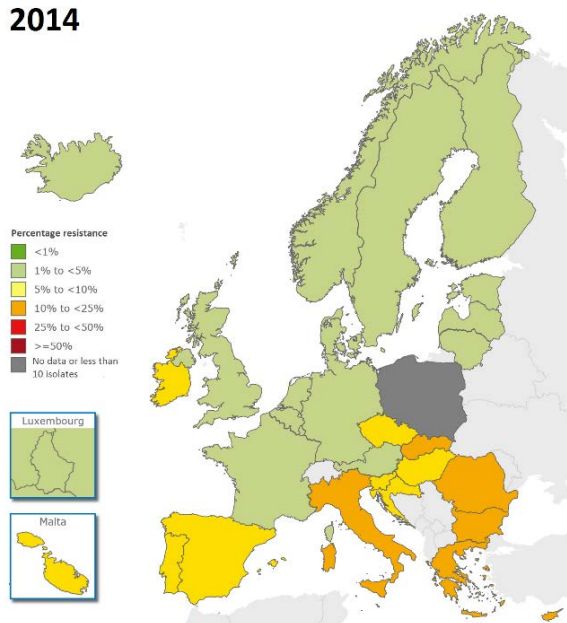 2014
Percentage resistance
<1%
1% to <5%
5% to <10%
10% to <25%
25% to <50%
>=50%
No data or less than
10 isolates
Luxembourg
Malta